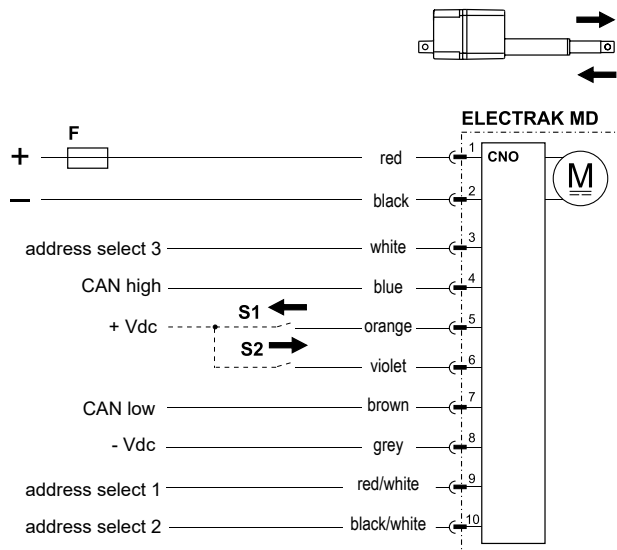 ELECTRAK MD
F
+ red 1 CNO M
− black 2
address select 3 white 3
CAN high blue 4
S1
+ Vdc orange 5
S2
violet 6
CAN low brown 7
- Vdc grey 8
address select 1 red/white 9
address select 2 black/white 10